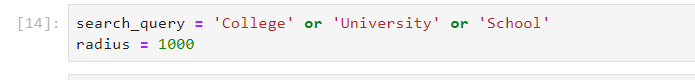 [14]: search_query = 'College' or 'University' or 'School'
radius = 1000